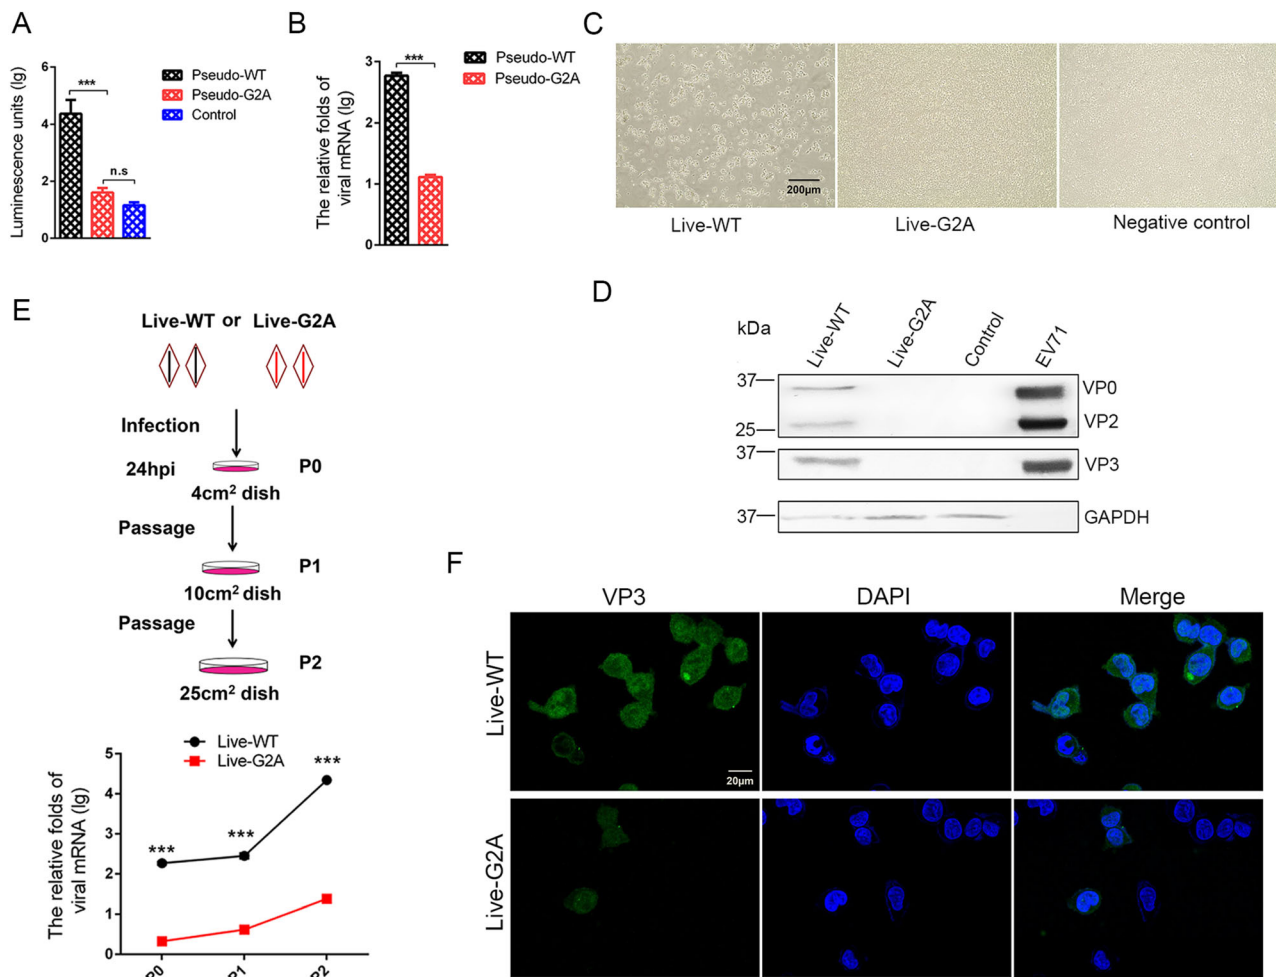 A
Luminescence units (lg)
6
4
2
0
***
n.s
Pseudo-WT
Pseudo-G2A
Control
B
The relative folds of
viral mRNA (lg)
3
2
1
0
***
Pseudo-WT
Pseudo-G2A
C
200μm
Live-WT
Live-G2A
Negative control
D
kDa
Live-WT
Live-G2A
Control
EV71
37
VP0
25
VP2
37
VP3
37
GAPDH
E
Live-WT or Live-G2A
Infection
24hpi
P0
4cm² dish
Passage
P1
10cm² dish
Passage
P2
25cm² dish
The relative folds of
viral mRNA (lg)
Live-WT
Live-G2A
5
4
3
2
1
0
***
***
***
P0
P1
P2
F
VP3
DAPI
Merge
Live-WT
20μm
Live-G2A